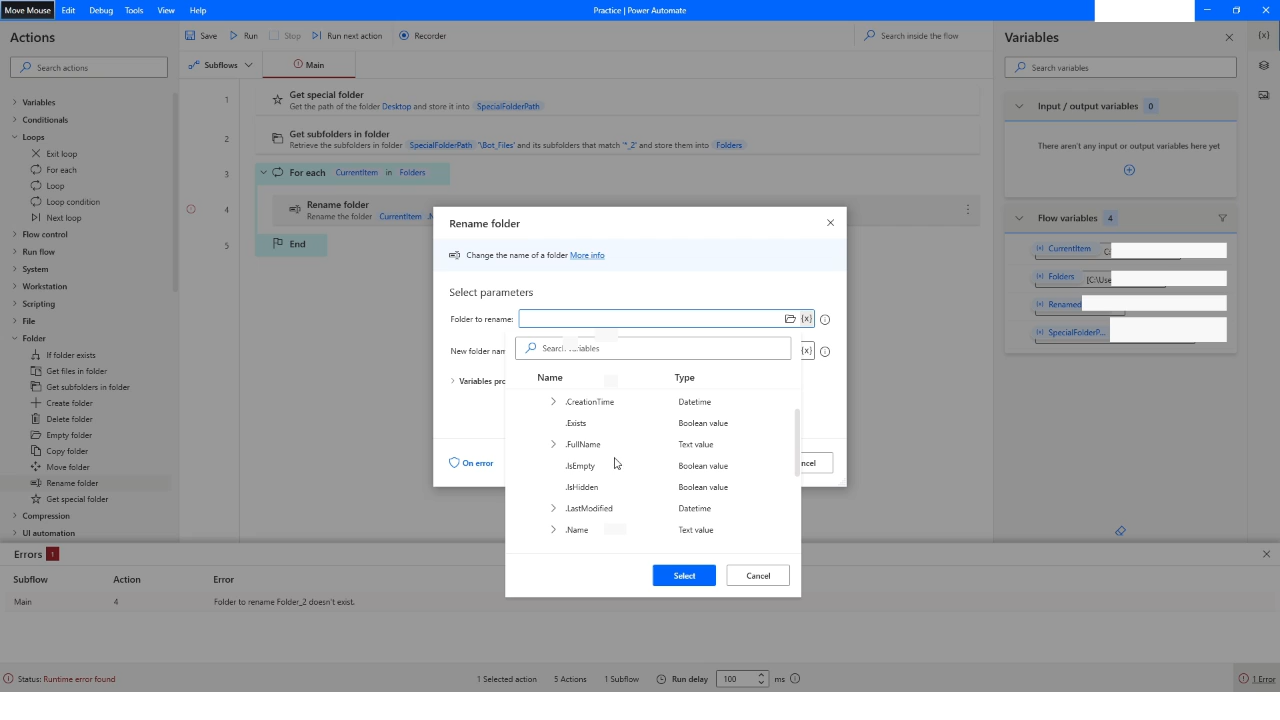 Move Mouse Edit Debug Tools View Help
Practice | Power Automate
Actions
Search actions
Variables
Conditionals
Loops
Exit loop
For each
Loop
Loop condition
Next loop
Flow control
Run flow
System
Workstation
Scripting
File
Folder
If folder exists
Get files in folder
Get subfolders in folder
Create folder
Delete folder
Empty folder
Copy folder
Move folder
Rename folder
Get special folder
Compression
UI automation
Save Run Stop Run next action Recorder
Search inside the flow
Subflows Main
1 Get special folder
Get the path of the folder Desktop and store it into SpecialFolderPath
2 Get subfolders in folder
Retrieve the subfolders in folder SpecialFolderPath '\Bot_Files' and its subfolders that match '*_2' and store them into Folders
3 For each CurrentItem in Folders
4 Rename folder
Rename the folder CurrentItem
5 End
Rename folder
Change the name of a folder More info
Select parameters
Folder to rename: {x}
New folder nam {x}
Variables pro
On error
ncel
Search variables
Name Type
.CreationTime Datetime
.Exists Boolean value
.FullName Text value
.IsEmpty Boolean value
.IsHidden Boolean value
.LastModified Datetime
.Name Text value
Select Cancel
Variables {x}
Search variables
Input / output variables 0
There aren't any input or output variables here yet
Flow variables 4
CurrentItem C:
Folders [C:\Use
Renamed
SpecialFolderP...
Errors 1
Subflow Action Error
Main 4 Folder to rename Folder_2 doesn't exist.
Status: Runtime error found
1 Selected action 5 Actions 1 Subflow Run delay 100 ms
1 Error